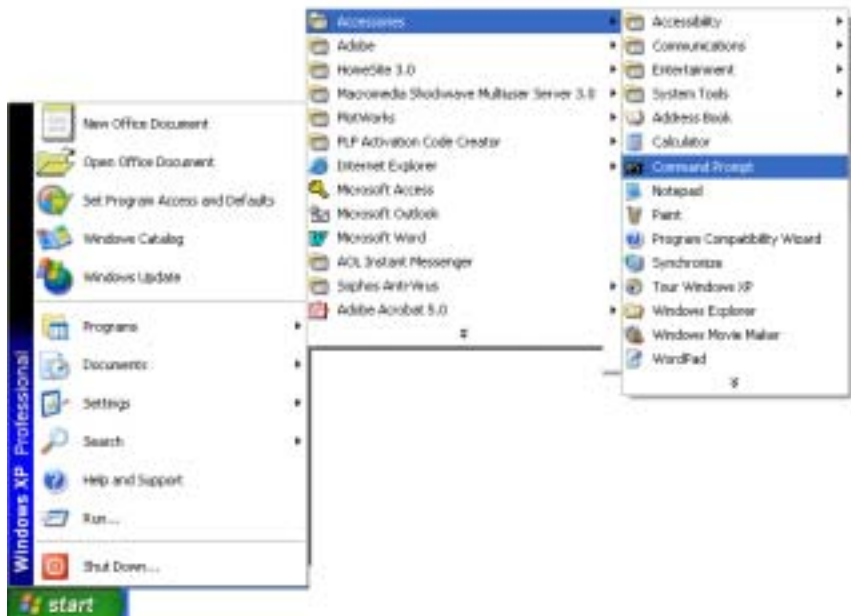 New Office Document
Open Office Document
Set Program Access and Defaults
Windows Catalog
Windows Update
Programs
Documents
Settings
Search
Help and Support
Run...
Shut Down...
Windows XP Professional
start
Accessories
Adobe
HomeSite 3.0
Macromedia Shockwave Multiuser Server 3.0
PlotWorks
PLP Activation Code Creator
Internet Explorer
Microsoft Access
Microsoft Outlook
Microsoft Word
AOL Instant Messenger
Sophos Anti-Virus
Adobe Acrobat 5.0
Accessibility
Communications
Entertainment
System Tools
Address Book
Calculator
Command Prompt
Notepad
Paint
Program Compatibility Wizard
Synchronize
Tour Windows XP
Windows Explorer
Windows Movie Maker
WordPad